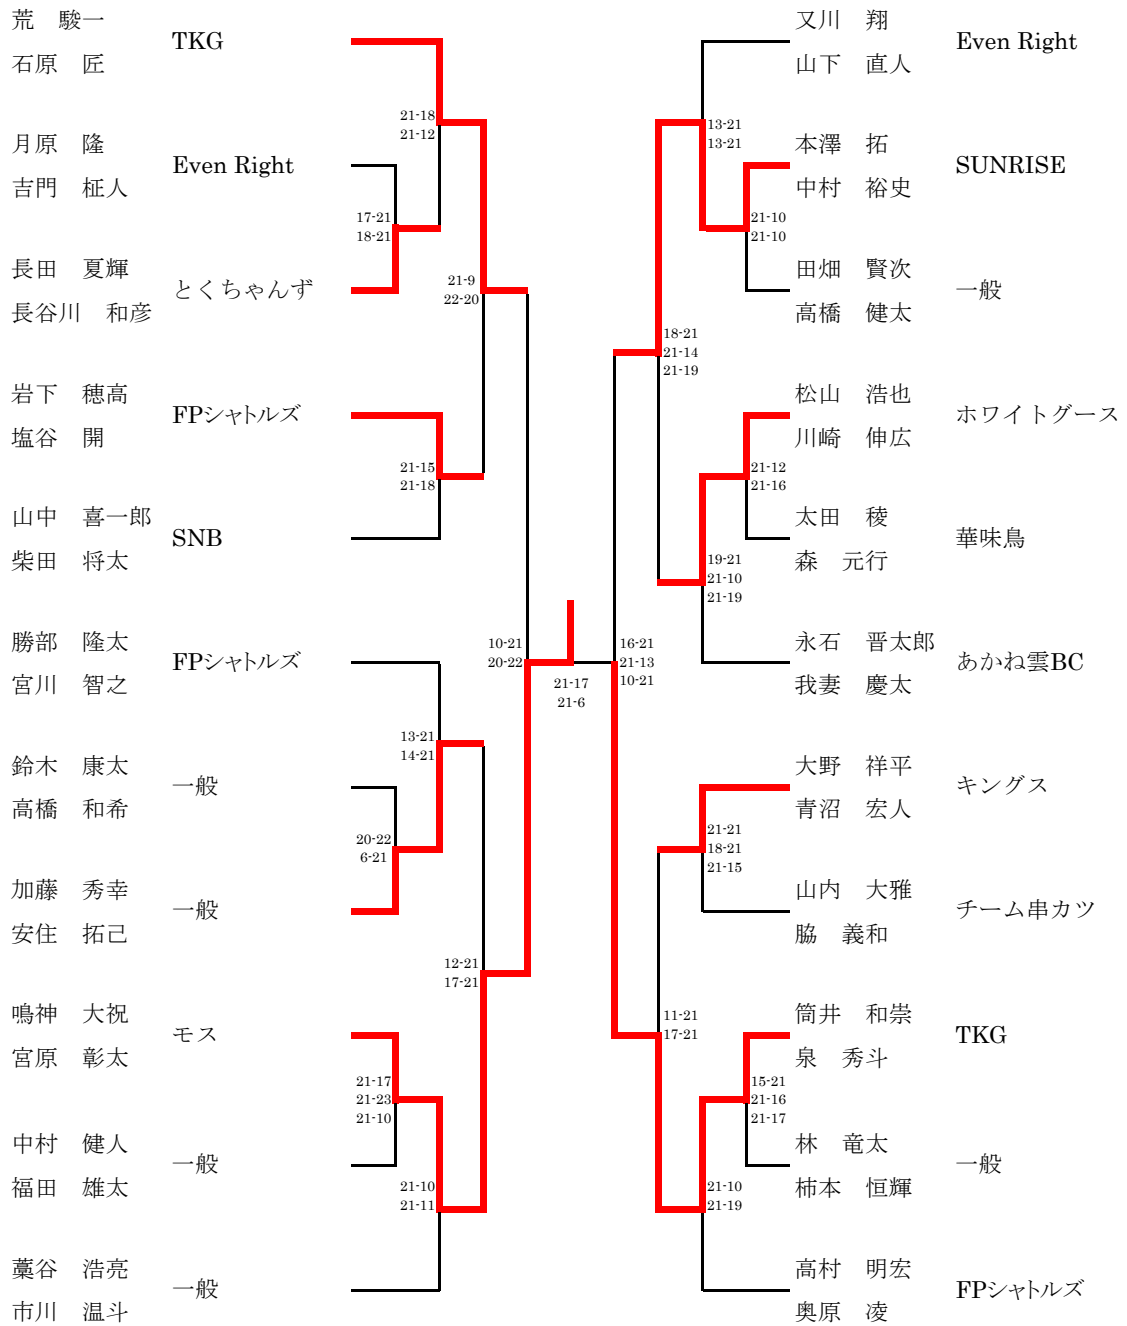 荒　駿一
TKG
石原　匠
21-18
21-12
月原　隆
Even Right
吉門　柾人
17-21
18-21
長田　夏輝
とくちゃんず
長谷川　和彦
21-9
22-20
岩下　穂高
FPシャトルズ
塩谷　開
21-15
21-18
山中　喜一郎
SNB
柴田　将太
10-21
20-22
勝部　隆太
FPシャトルズ
宮川　智之
13-21
14-21
鈴木　康太
一般
高橋　和希
20-22
6-21
加藤　秀幸
一般
安住　拓己
12-21
17-21
鳴神　大祝
モス
宮原　彰太
21-17
21-23
21-10
中村　健人
一般
福田　雄太
21-10
21-11
藁谷　浩亮
一般
市川　温斗
21-17
21-6
又川　翔
Even Right
山下　直人
13-21
13-21
本澤　拓
SUNRISE
中村　裕史
21-10
21-10
田畑　賢次
一般
高橋　健太
18-21
21-14
21-19
松山　浩也
ホワイトグース
川崎　伸広
21-12
21-16
太田　稜
華味鳥
森　元行
19-21
21-10
21-19
永石　晋太郎
あかね雲BC
我妻　慶太
16-21
21-13
10-21
大野　祥平
キングス
青沼　宏人
21-21
18-21
21-15
山内　大雅
チーム串カツ
脇　義和
11-21
17-21
筒井　和崇
TKG
泉　秀斗
15-21
21-16
21-17
林　竜太
一般
柿本　恒輝
21-10
21-19
高村　明宏
FPシャトルズ
奥原　凌